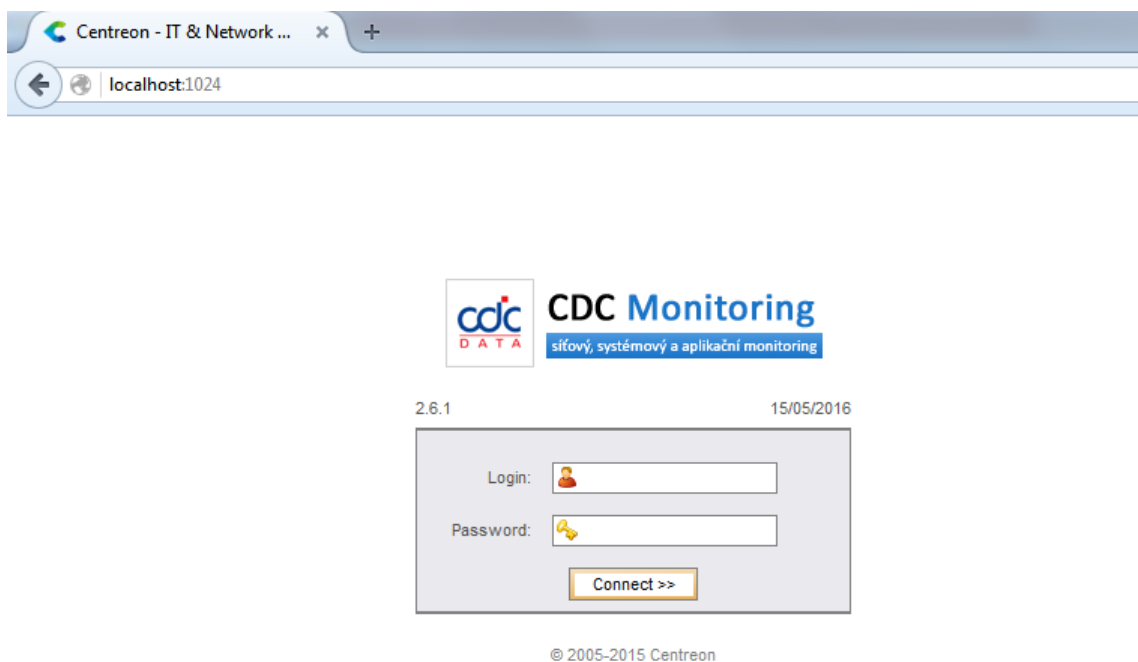 Centreon - IT & Network ...
localhost:1024
cdc
DATA
CDC Monitoring
síťový, systémový a aplikační monitoring
2.6.1
15/05/2016
Login:
Password:
Connect >>
© 2005-2015 Centreon